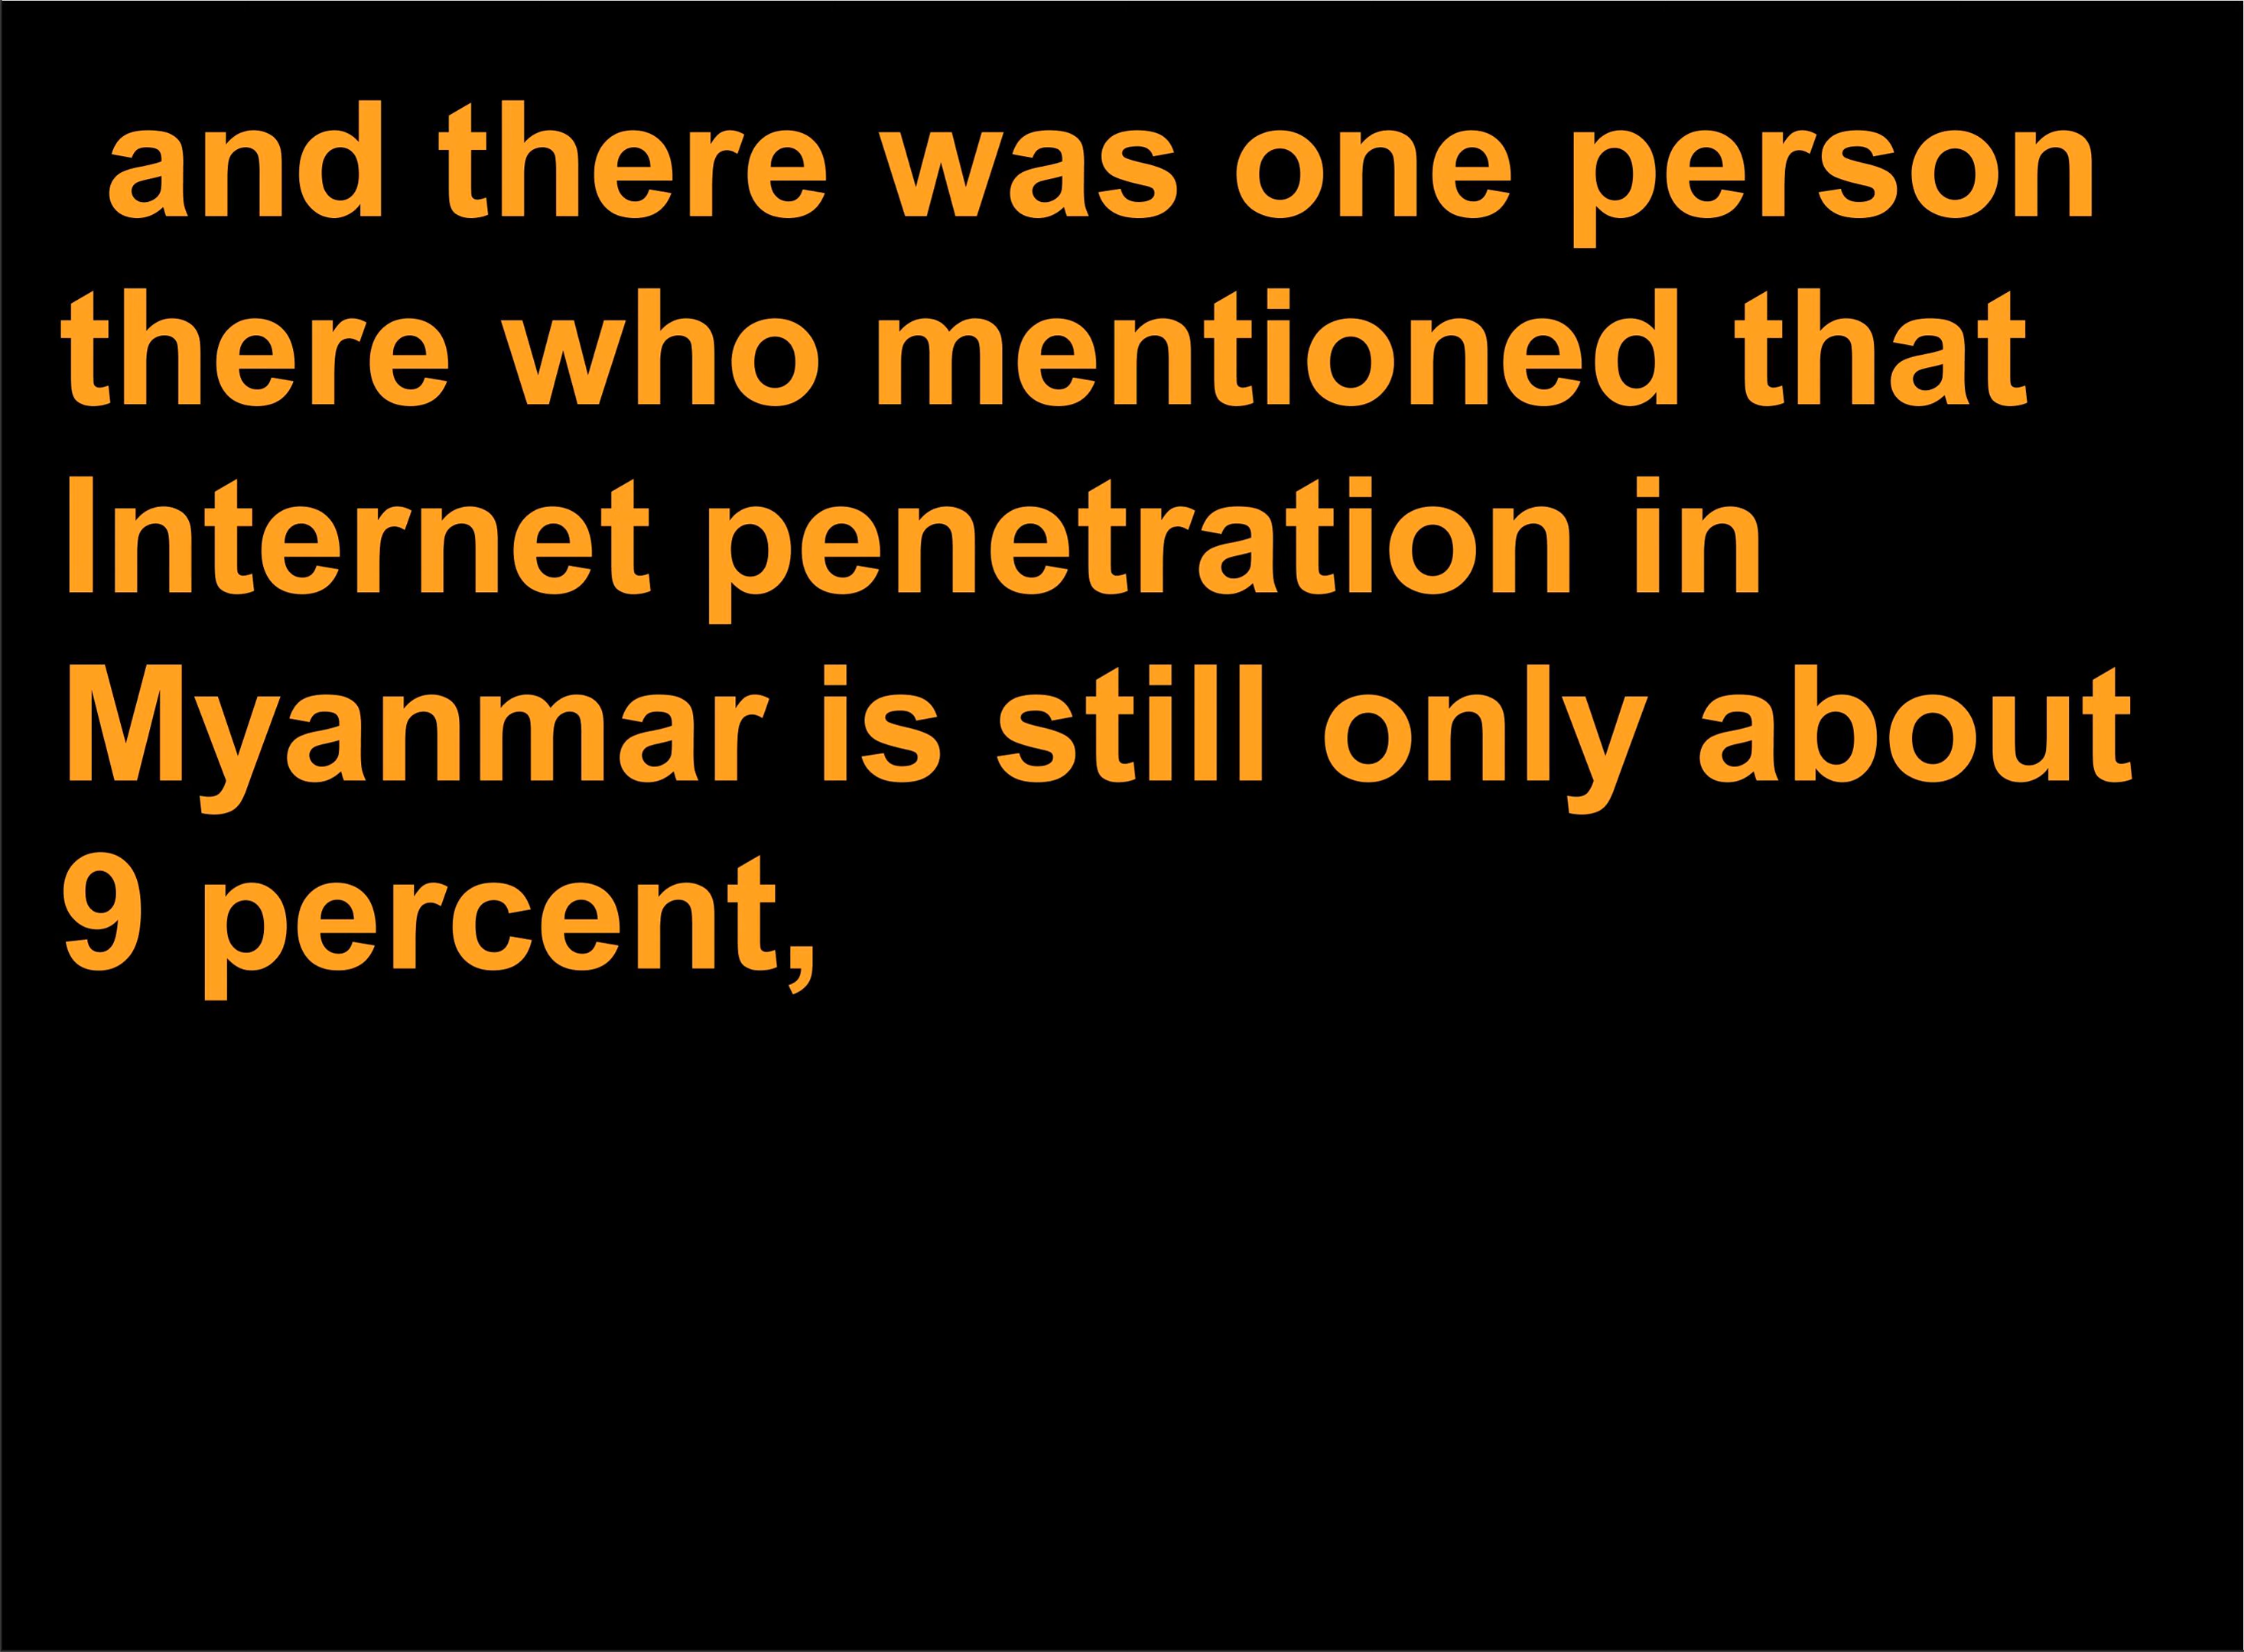 and there was one person
there who mentioned that
Internet penetration in
Myanmar is still only about
9 percent,